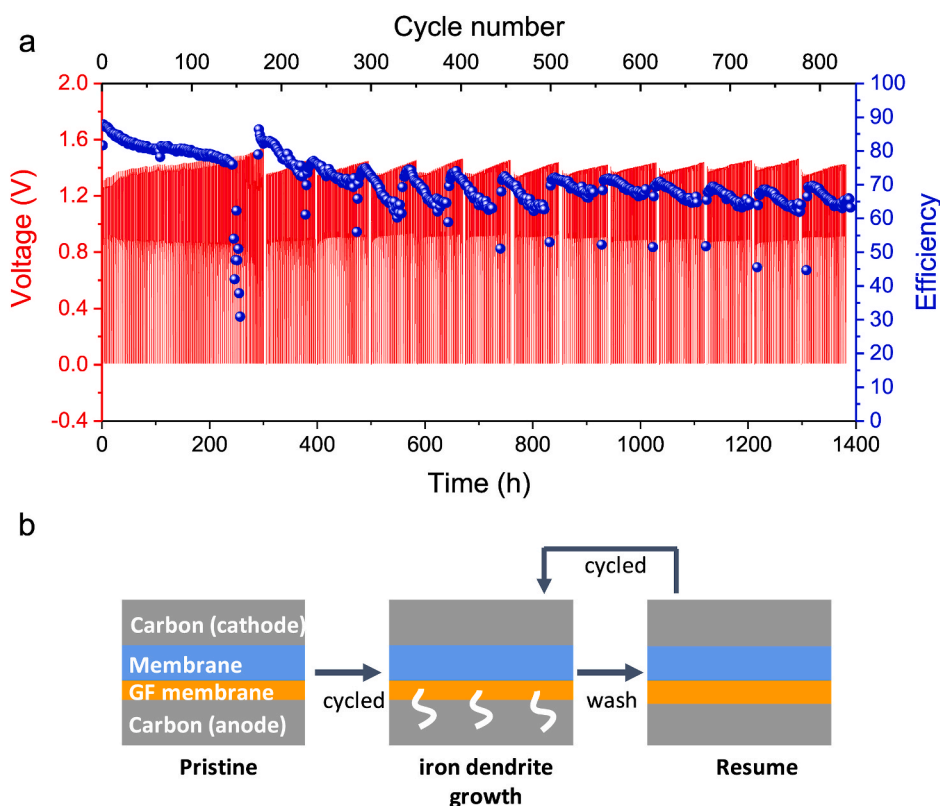 a
Cycle number
0 100 200 300 400 500 600 700 800
2.0
1.6
1.2
0.8
0.4
0.0
-0.4
Voltage (V)
100
90
80
70
60
50
40
30
20
10
0
Efficiency
0 200 400 600 800 1000 1200 1400
Time (h)
b
cycled
Carbon (cathode)
Membrane
GF membrane
Carbon (anode)
cycled
wash
Pristine
iron dendrite
growth
Resume